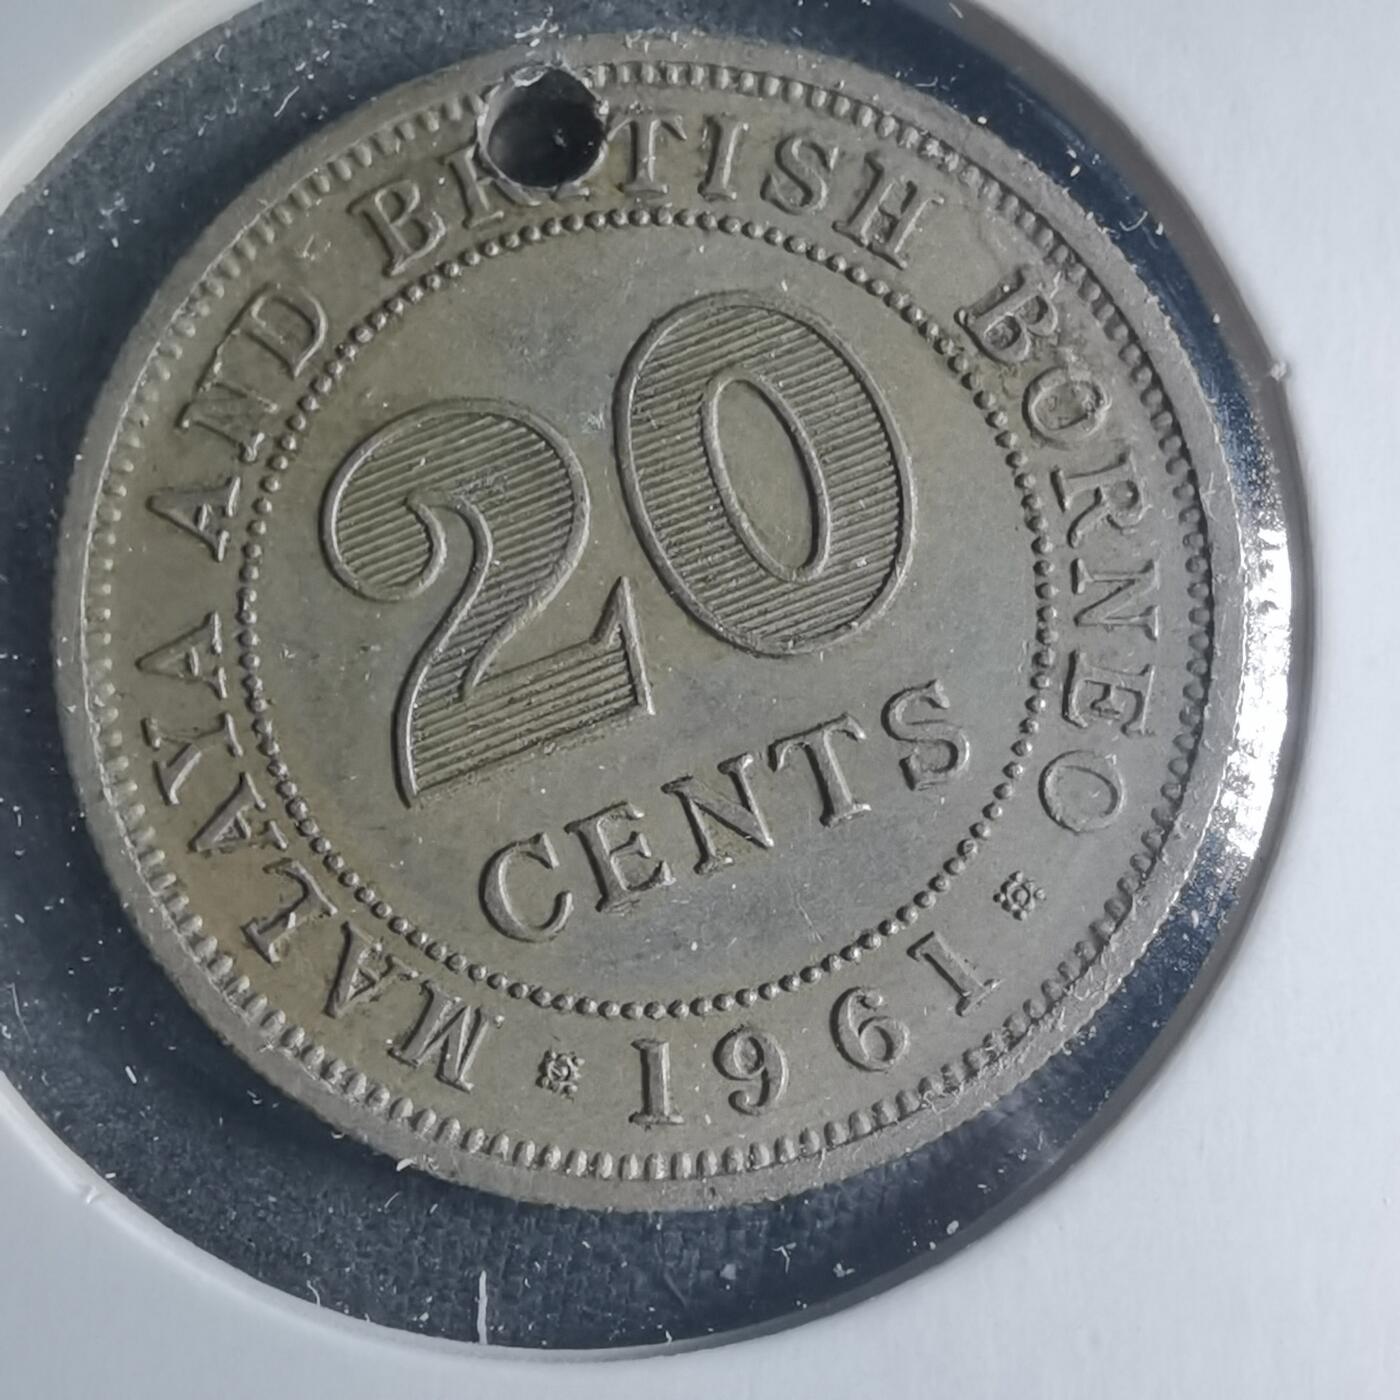 MALAYA AND BRITISH BORNEO
20
CENTS
1961